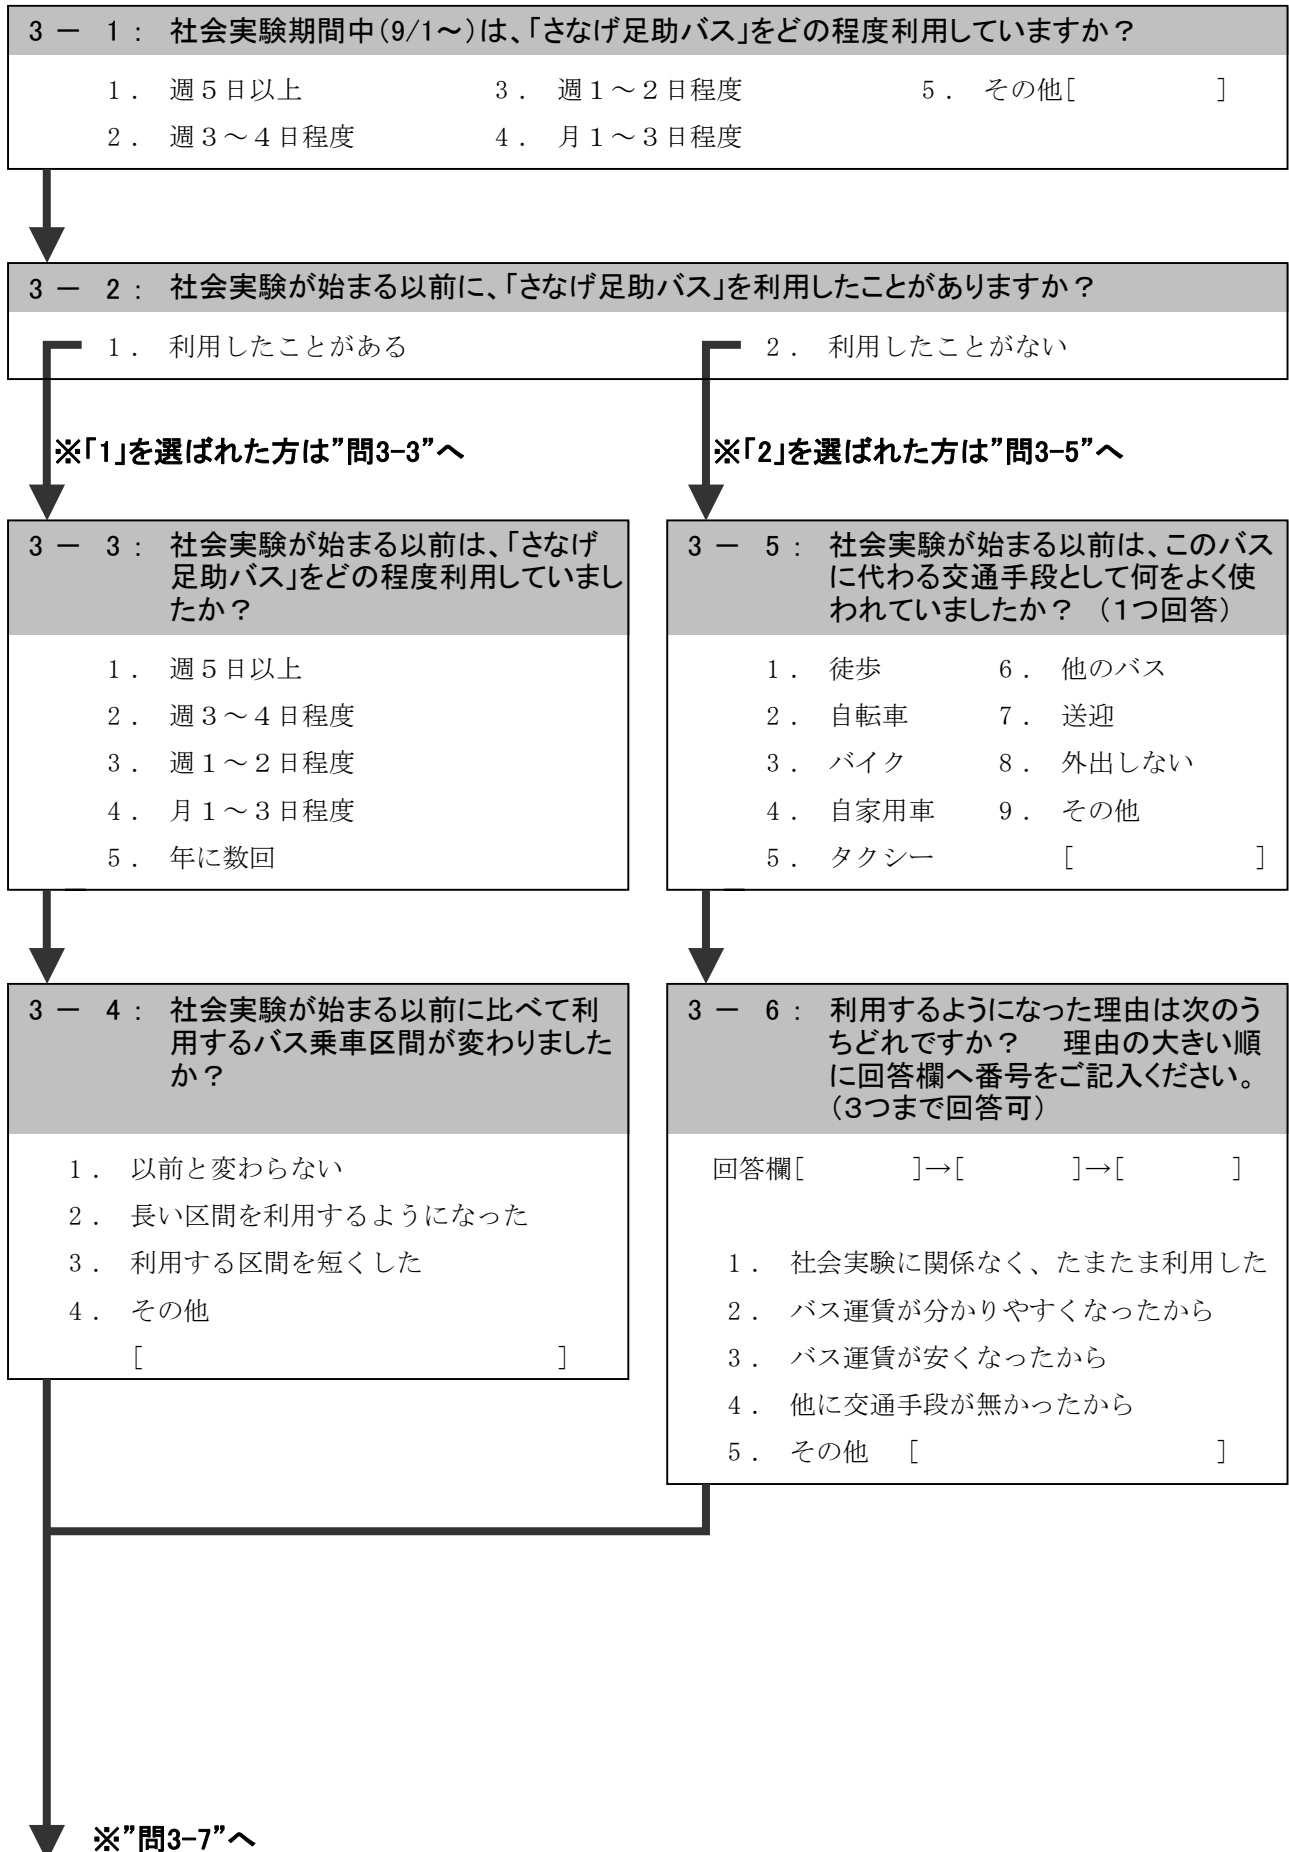 3 － 1： 社会実験期間中（9/1～）は、「さなげ足助バス」をどの程度利用していますか？
1． 週５日以上 3． 週１～２日程度 5． その他[ ]
2． 週３～４日程度 4． 月１～３日程度
3 － 2： 社会実験が始まる以前に、「さなげ足助バス」を利用したことがありますか？
1． 利用したことがある 2． 利用したことがない
※「1」を選ばれた方は”問3-3”へ ※「2」を選ばれた方は”問3-5”へ
3 － 3： 社会実験が始まる以前は、「さなげ
足助バス」をどの程度利用していまし
たか？
1． 週５日以上
2． 週３～４日程度
3． 週１～２日程度
4． 月１～３日程度
5． 年に数回
3 － 5： 社会実験が始まる以前は、このバス
に代わる交通手段として何をよく使
われていましたか？ （１つ回答）
1． 徒歩 6． 他のバス
2． 自転車 7． 送迎
3． バイク 8． 外出しない
4． 自家用車 9． その他
5． タクシー [ ]
3 － 4： 社会実験が始まる以前に比べて利
用するバス乗車区間が変わりました
か？
1． 以前と変わらない
2． 長い区間を利用するようになった
3． 利用する区間を短くした
4． その他
[ ]
3 － 6： 利用するようになった理由は次のう
ちどれですか？ 理由の大きい順
に回答欄へ番号をご記入ください。
（３つまで回答可）
回答欄[ ]→[ ]→[ ]
1． 社会実験に関係なく、たまたま利用した
2． バス運賃が分かりやすくなったから
3． バス運賃が安くなったから
4． 他に交通手段が無かったから
5． その他 [ ]
※”問3-7”へ